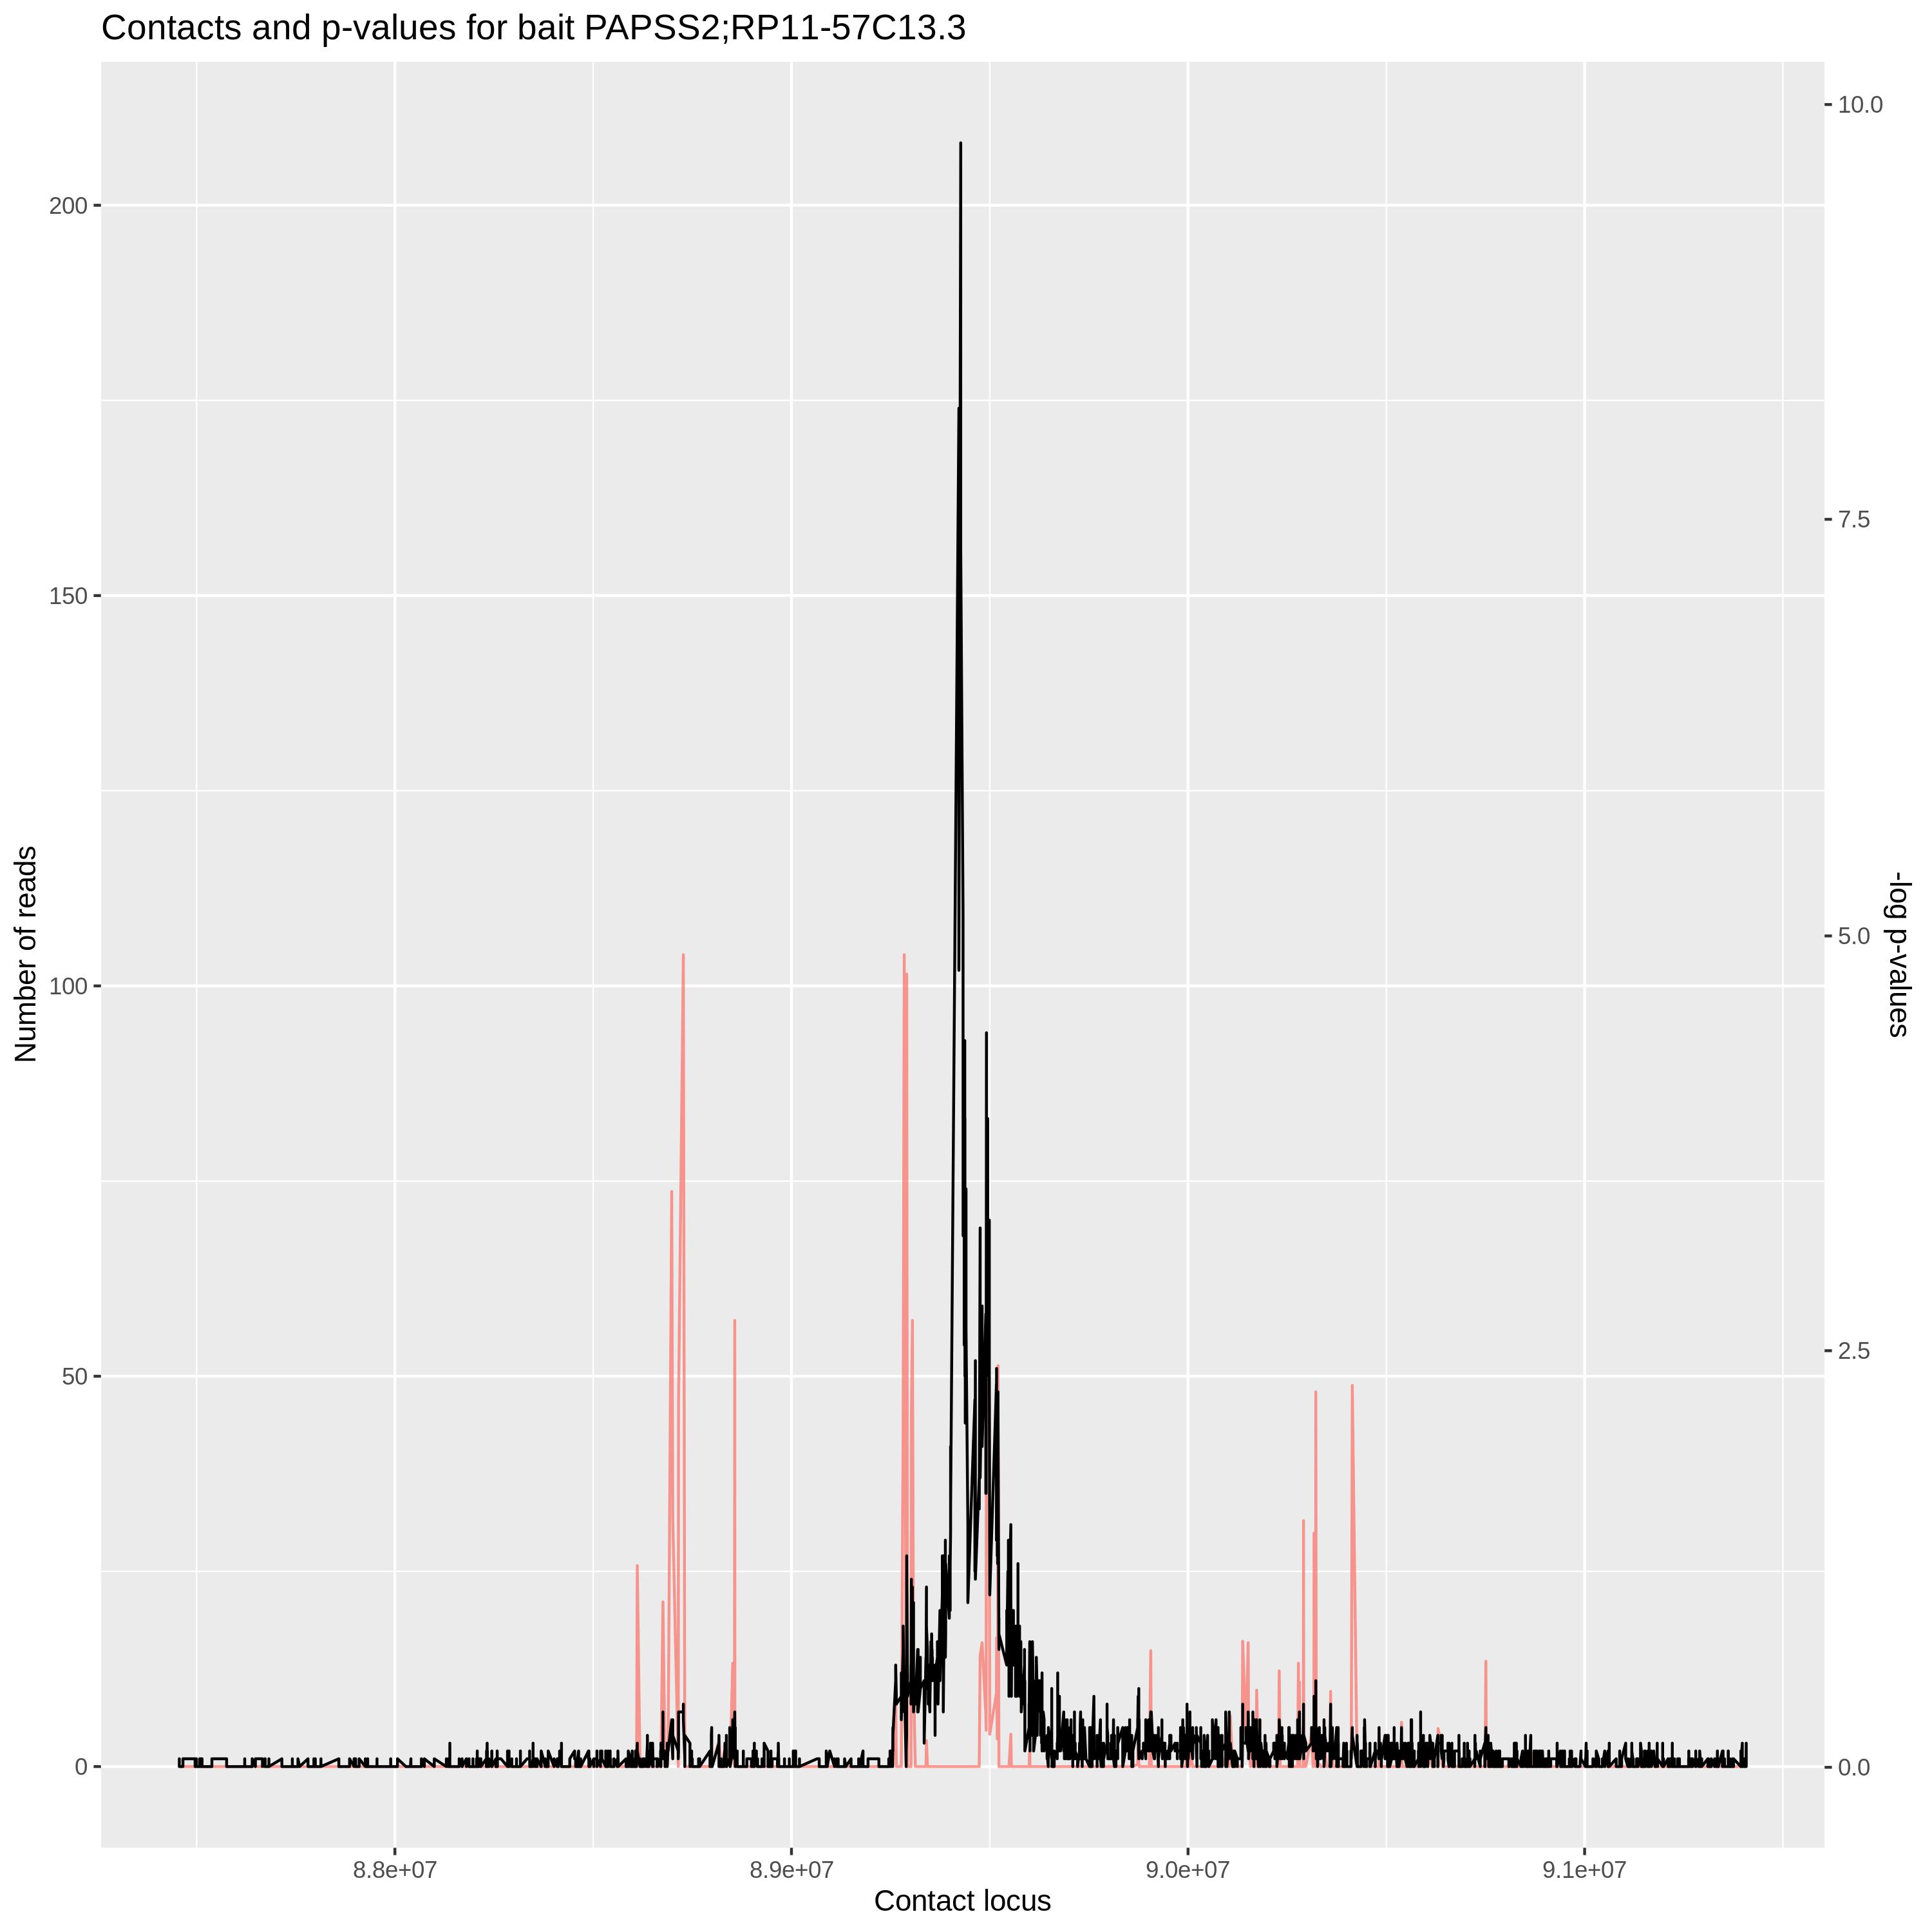 Contacts and p-values for bait PAPSS2;RP11-57C13.3
10.0
200
7.5
150
Number of reads
-log p-values
5.0
100
2.5
50
0
0.0
8.8e+07
8.9e+07
9.0e+07
9.1e+07
Contact locus